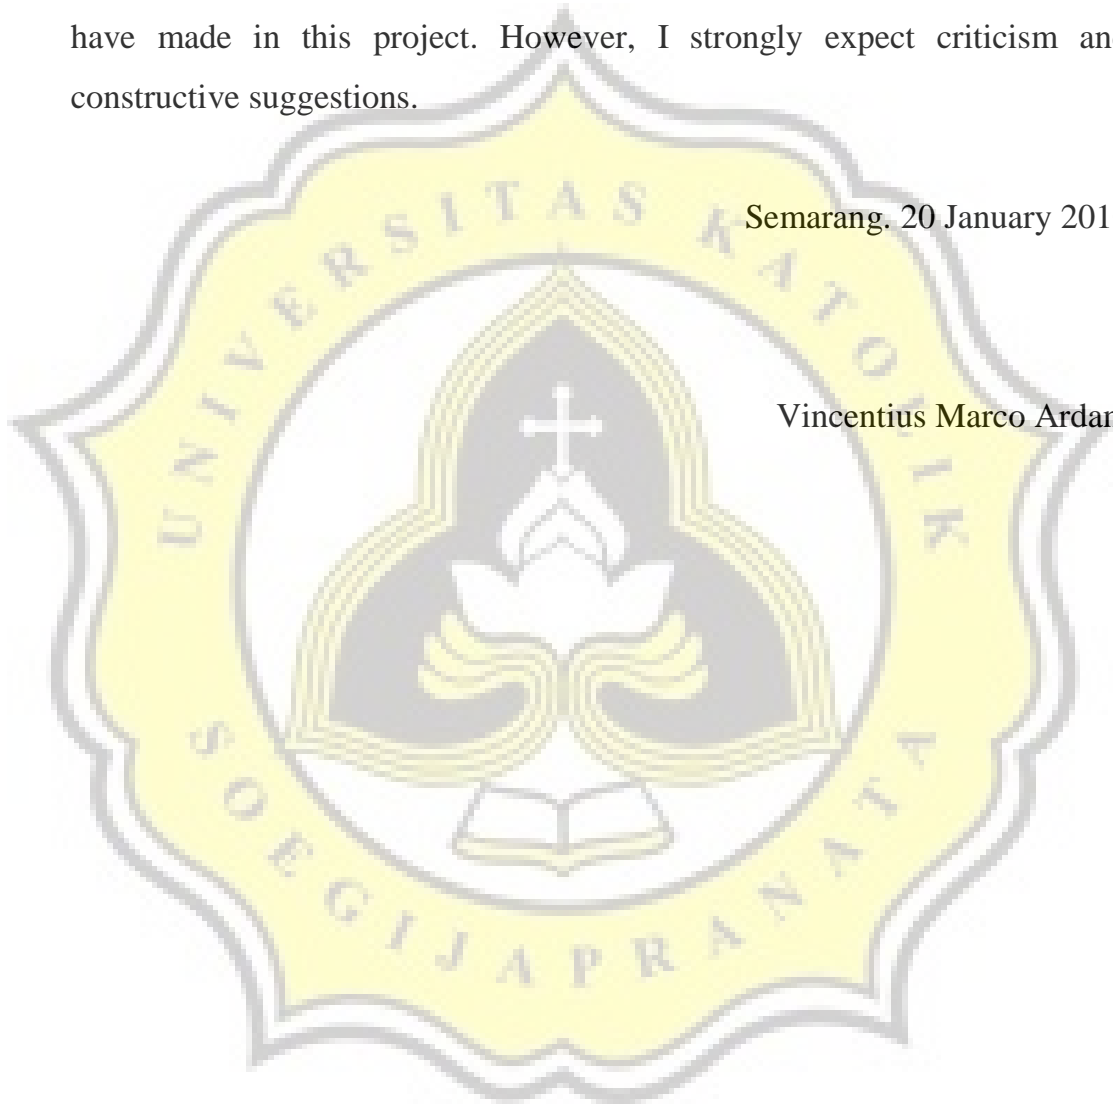 have made in this project. However, I strongly expect criticism an
constructive suggestions.
Semarang. 20 January 201
Vincentius Marco Ardan
UNIVERSITAS KATOLIK
SOEGIJAPRANATA